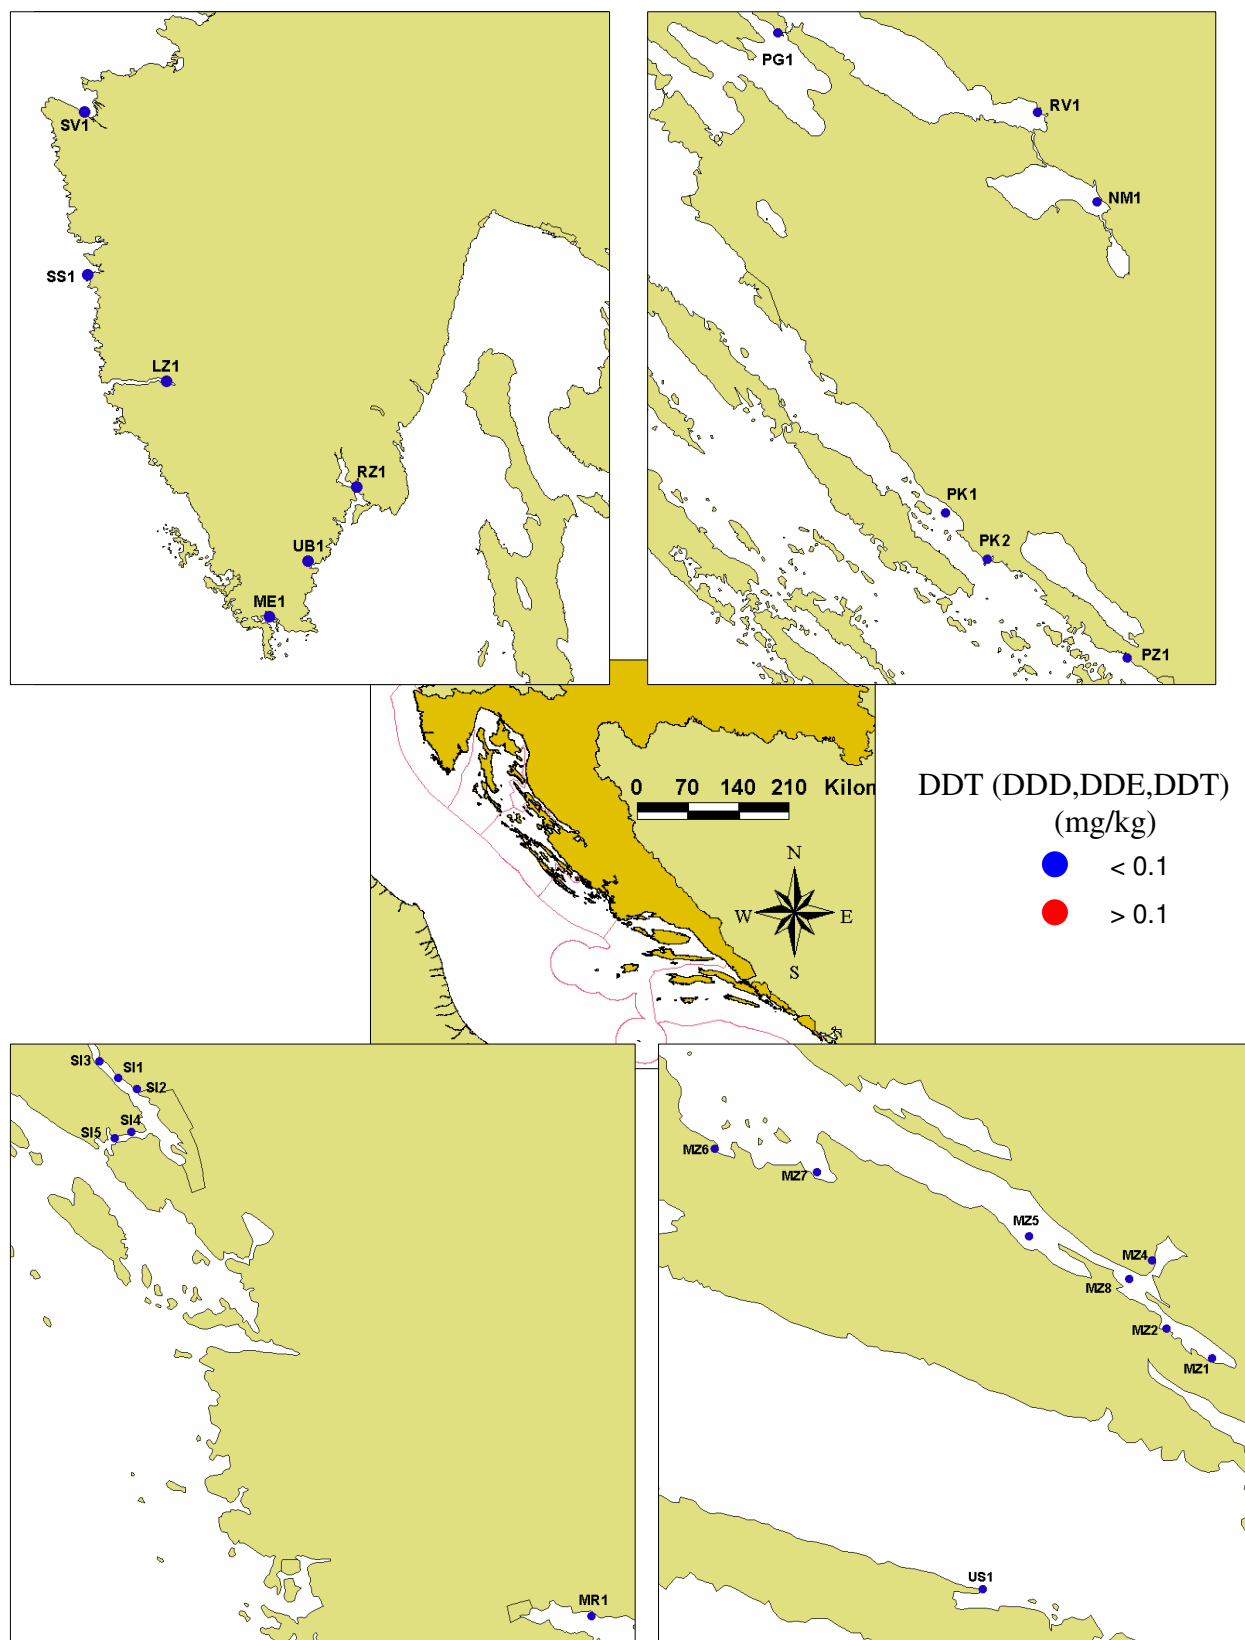 SV1
SS1
LZ1
RZ1
UB1
ME1
PG1
RV1
NM1
PK1
PK2
PZ1
0 70 140 210 Kilon
N
W E
S
DDT (DDD,DDE,DDT)
(mg/kg)
< 0.1
> 0.1
SI3
SI1
SI2
SI4
SI5
MR1
MZ6
MZ7
MZ5
MZ4
MZ8
MZ2
MZ1
US1